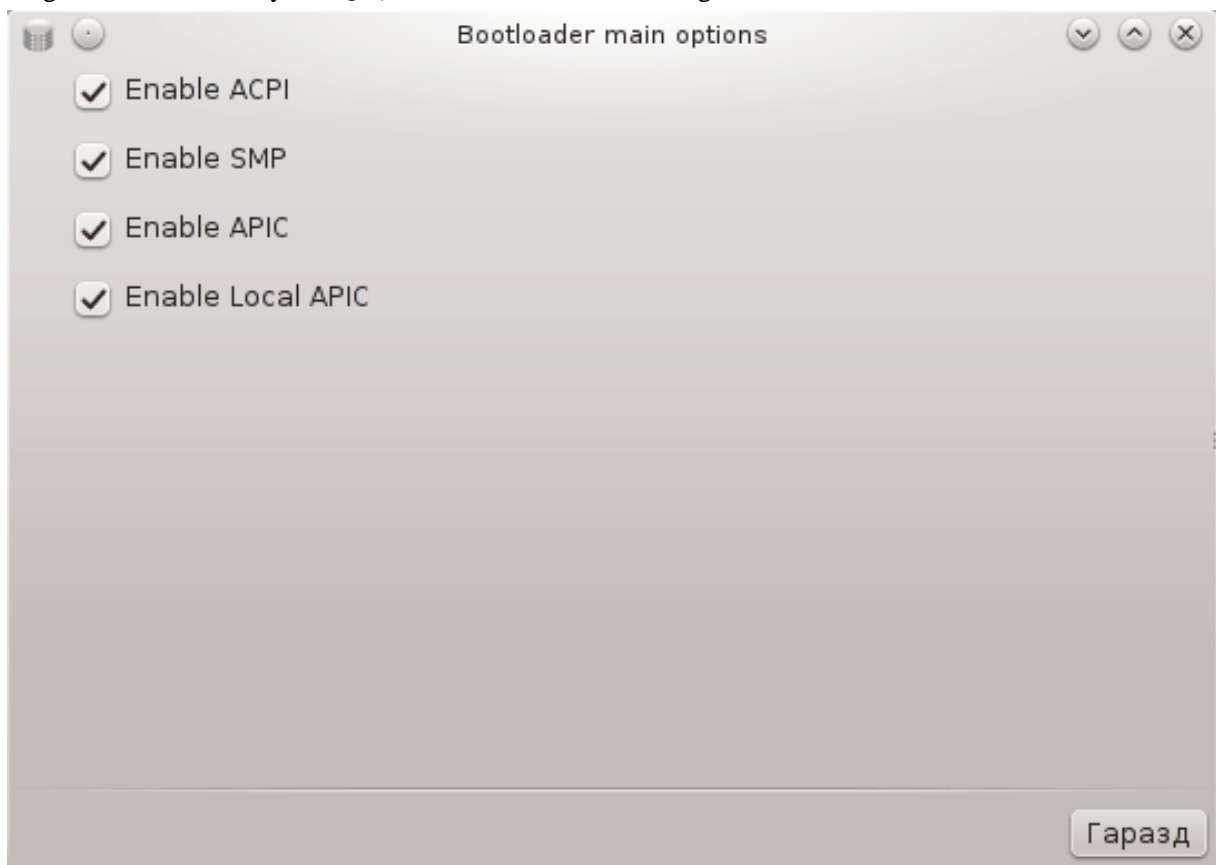 Bootloader main options
Enable ACPI
Enable SMP
Enable APIC
Enable Local APIC
Гаразд